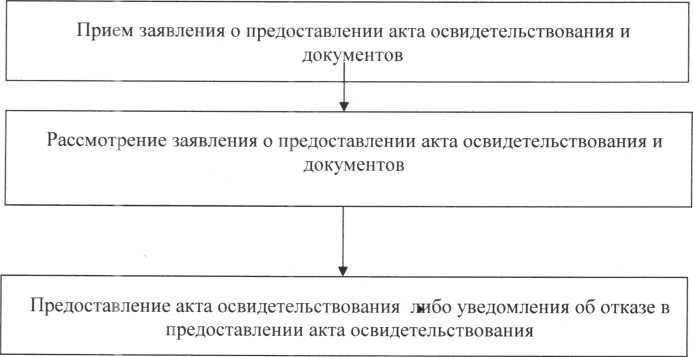 Прием заявления о предоставлении акта освидетельствования и
документов
Рассмотрение заявления о предоставлении акта освидетельствования и
документов
Предоставление акта освидетельствования либо уведомления об отказе в
предоставлении акта освидетельствования